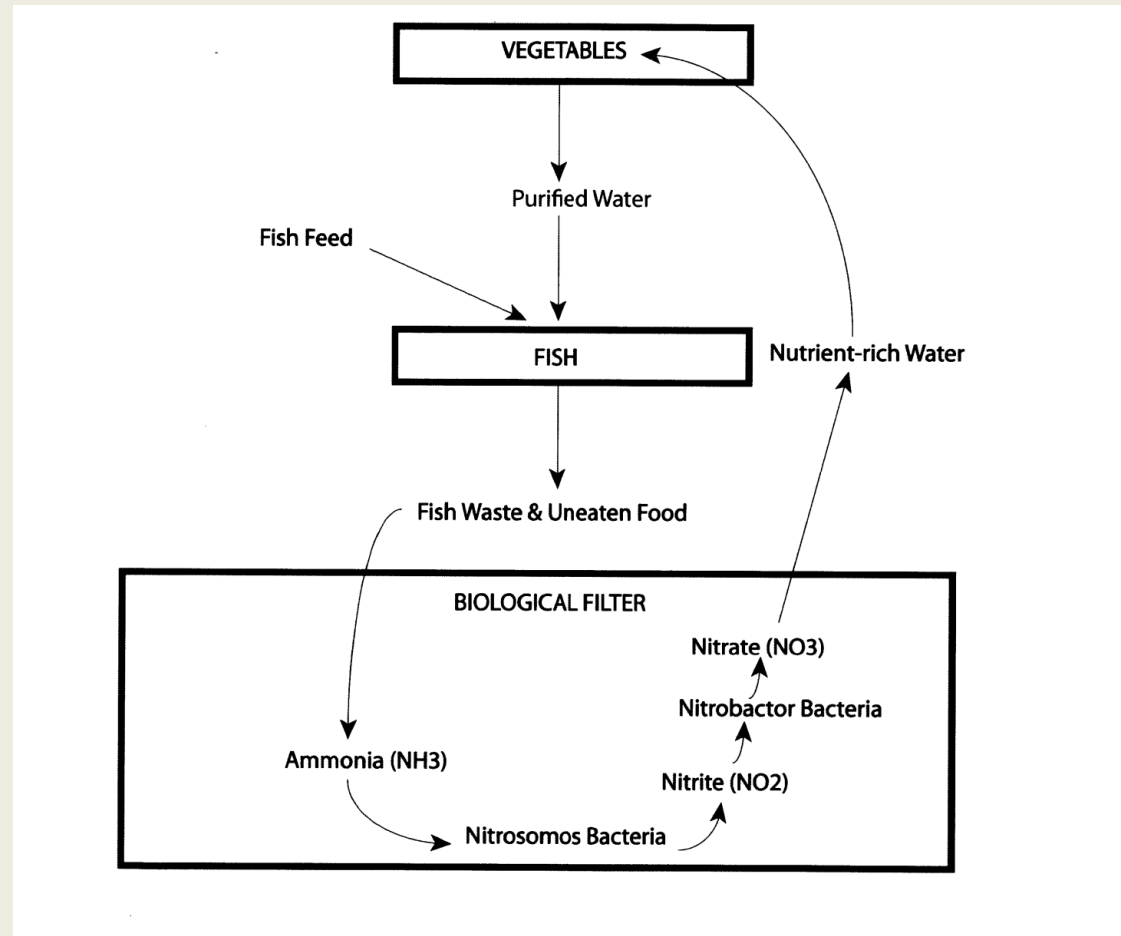 VEGETABLES
Purified Water
Fish Feed
FISH
Nutrient-rich Water
Fish Waste & Uneaten Food
BIOLOGICAL FILTER
Nitrate (NO3)
Nitrobactor Bacteria
Ammonia (NH3)
Nitrite (NO2)
Nitrosomos Bacteria